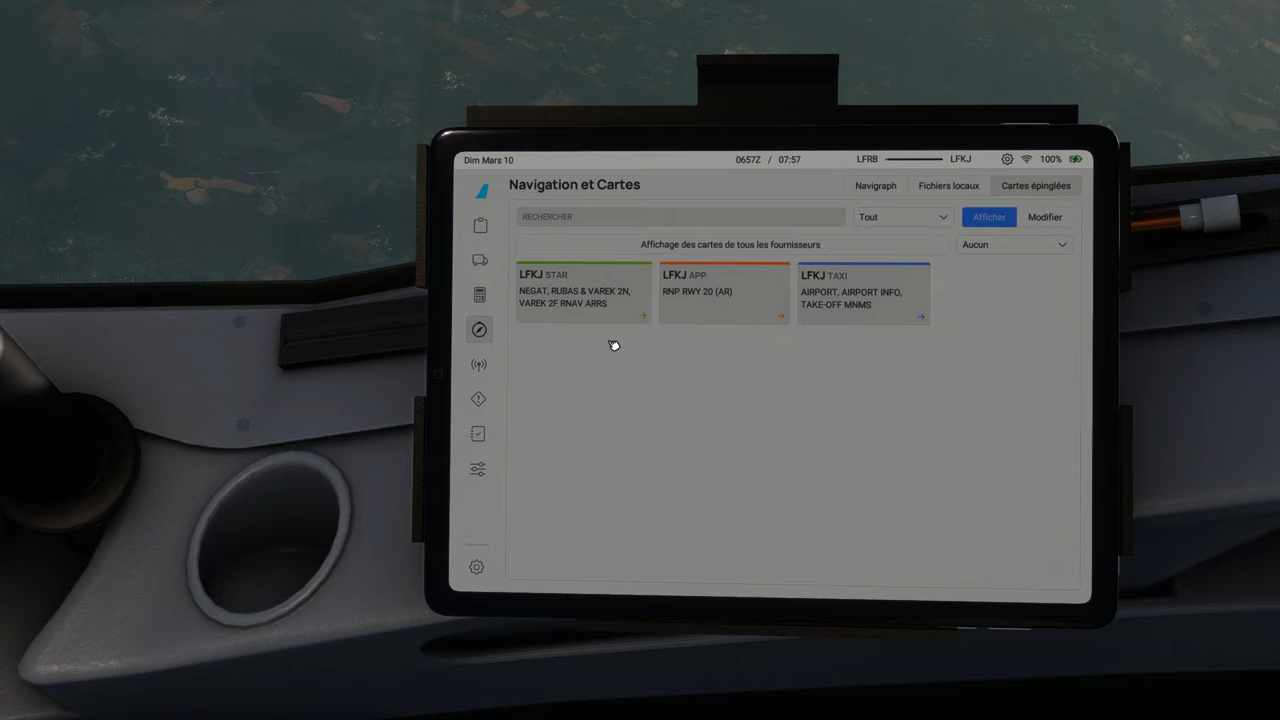 Dim Mars 10
0657Z / 07:57
LFRB
LFKJ
100%
Navigation et Cartes
Navigraph
Fichiers locaux
Cartes épinglées
RECHERCHER
Tout
Afficher
Modifier
Affichage des cartes de tous les fournisseurs
Aucun
LFKJ STAR
NEGAT, RUBAS & VAREK 2N,
VAREK 2F RNAV ARRS
LFKJ APP
RNP RWY 20 (AR)
LFKJ TAXI
AIRPORT, AIRPORT INFO,
TAKE-OFF MNMS